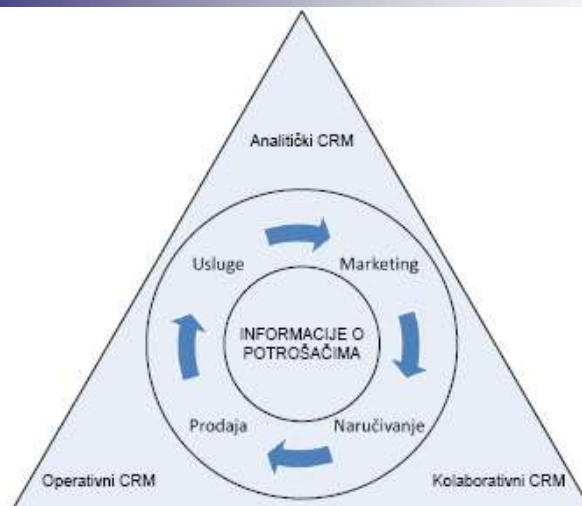 Analitički CRM
Usluge
Marketing
INFORMACIJE O
POTROŠAČIMA
Prodaja
Naručivanje
Operativni CRM
Kolaborativni CRM